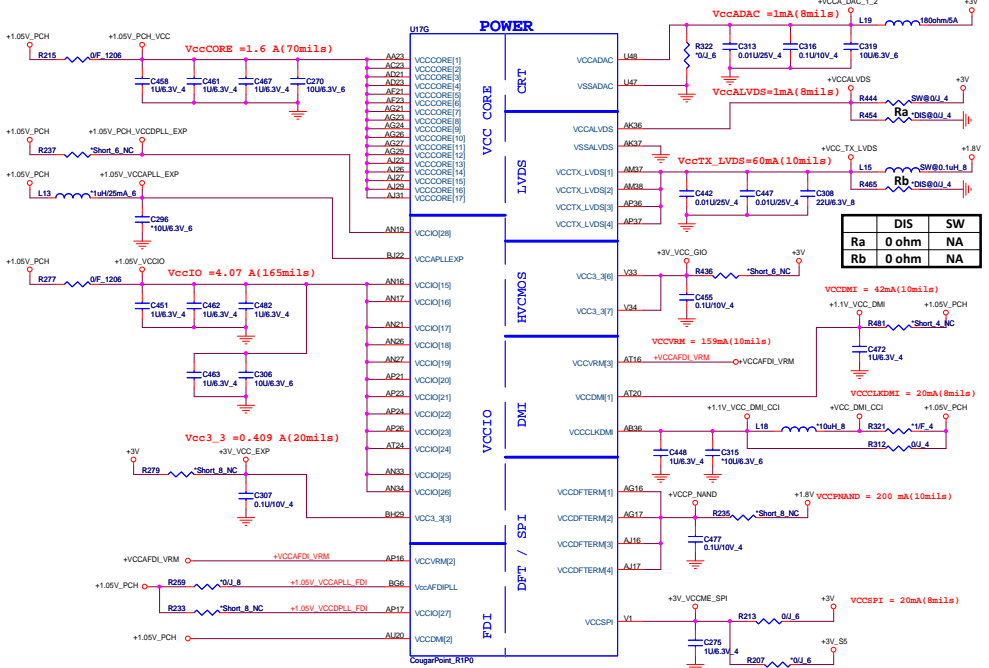 POWER
U17G
+1.05V_PCH
+1.05V_PCH_VCC
VccCORE =1.6 A(70mils)
R215
0/F_1206
C458
1U/6.3V_4
C461
1U/6.3V_4
C467
1U/6.3V_4
C270
10U/6.3V_6
+1.05V_PCH
+1.05V_PCH_VCCDPLL_EXP
R237
*Short_6_NC
+1.05V_PCH
+1.05V_VCCAPLL_EXP
L13
*1uH/25mA_6
C296
*10U/6.3V_6
+1.05V_PCH
+1.05V_VCCIO
VccIO =4.07 A(165mils)
R277
0/F_1206
C451
1U/6.3V_4
C462
1U/6.3V_4
C482
1U/6.3V_4
C463
1U/6.3V_4
C306
10U/6.3V_6
Vcc3_3 =0.409 A(20mils)
+3V
+3V_VCC_EXP
R279
*Short_8_NC
C307
0.1U/10V_4
+VCCAFDI_VRM
+VCCAFDI_VRM
+1.05V_PCH
R259
*0/J_8
+1.05V_VCCAPLL_FDI
R233
*Short_8_NC
+1.05V_VCCDPLL_FDI
+1.05V_PCH
AA23
VCCCORE[1]
AC23
VCCCORE[2]
AD21
VCCCORE[3]
AD23
VCCCORE[4]
AF21
VCCCORE[5]
AF23
VCCCORE[6]
AG21
VCCCORE[7]
AG23
VCCCORE[8]
AG24
VCCCORE[9]
AG26
VCCCORE[10]
AG27
VCCCORE[11]
AG29
VCCCORE[12]
AJ23
VCCCORE[13]
AJ26
VCCCORE[14]
AJ27
VCCCORE[15]
AJ29
VCCCORE[16]
AJ31
VCCCORE[17]
AN19
VCCIO[28]
BJ22
VCCAPLLEXP
AN16
VCCIO[15]
AN17
VCCIO[16]
AN21
VCCIO[17]
AN26
VCCIO[18]
AN27
VCCIO[19]
AP21
VCCIO[20]
AP23
VCCIO[21]
AP24
VCCIO[22]
AP26
VCCIO[23]
AT24
VCCIO[24]
AN33
VCCIO[25]
AN34
VCCIO[26]
BH29
VCC3_3[3]
AP16
VCCVRM[2]
BG6
VccAFDIPLL
AP17
VCCIO[27]
AU20
VCCDMI[2]
CougarPoint_R1P0
VCC CORE
VCCIO
FDI
CRT
LVDS
HVCMOS
DMI
DFT / SPI
VCCADAC
U48
VSSADAC
U47
VCCALVDS
AK36
VSSALVDS
AK37
VCCTX_LVDS[1]
AM37
VCCTX_LVDS[2]
AM38
VCCTX_LVDS[3]
AP36
VCCTX_LVDS[4]
AP37
VCC3_3[6]
V33
VCC3_3[7]
V34
VCCVRM[3]
AT16
VCCDMI[1]
AT20
VCCCLKDMI
AB36
VCCDFTERM[1]
AG16
VCCDFTERM[2]
AG17
VCCDFTERM[3]
AJ16
VCCDFTERM[4]
AJ17
VCCSPI
V1
VccADAC =1mA(8mils)
+VCCA_DAC_1_2
+3V
L19
180ohm/5A
R322
*0/J_6
C313
0.01U/25V_4
C316
0.1U/10V_4
C319
10U/6.3V_6
VccALVDS=1mA(8mils)
+VCCALVDS
+3V
R444
SW@0/J_4
Ra
R454
*DIS@0/J_4
VccTX_LVDS=60mA(10mils)
+VCC_TX_LVDS
+1.8V
L15
SW@0.1uH_8
Rb
R465
*DIS@0/J_4
C442
0.01U/25V_4
C447
0.01U/25V_4
C308
22U/6.3V_8
DIS SW
Ra 0 ohm NA
Rb 0 ohm NA
+3V_VCC_GIO
+3V
R436
*Short_6_NC
C455
0.1U/10V_4
VCCDMI = 42mA(10mils)
+1.1V_VCC_DMI
+1.05V_PCH
R481
*Short_4_NC
C472
1U/6.3V_4
VCCVRM = 159mA(10mils)
+VCCAFDI_VRM
+VCCAFDI_VRM
VCCCLKDMI = 20mA(8mils)
+1.1V_VCC_DMI_CCI
+VCC_DMI_CCI
+1.05V_PCH
L18
*10uH_8
R321
*1/F_4
R312
0/J_4
C448
1U/6.3V_4
C315
*10U/6.3V_6
+VCCP_NAND
+1.8V
VCCPNAND = 200 mA(10mils)
R235
*Short_8_NC
C477
0.1U/10V_4
+3V_VCCME_SPI
+3V
VCCSPI = 20mA(8mils)
R213
0/J_6
+3V_S5
R207
*0/J_6
C275
1U/6.3V_4